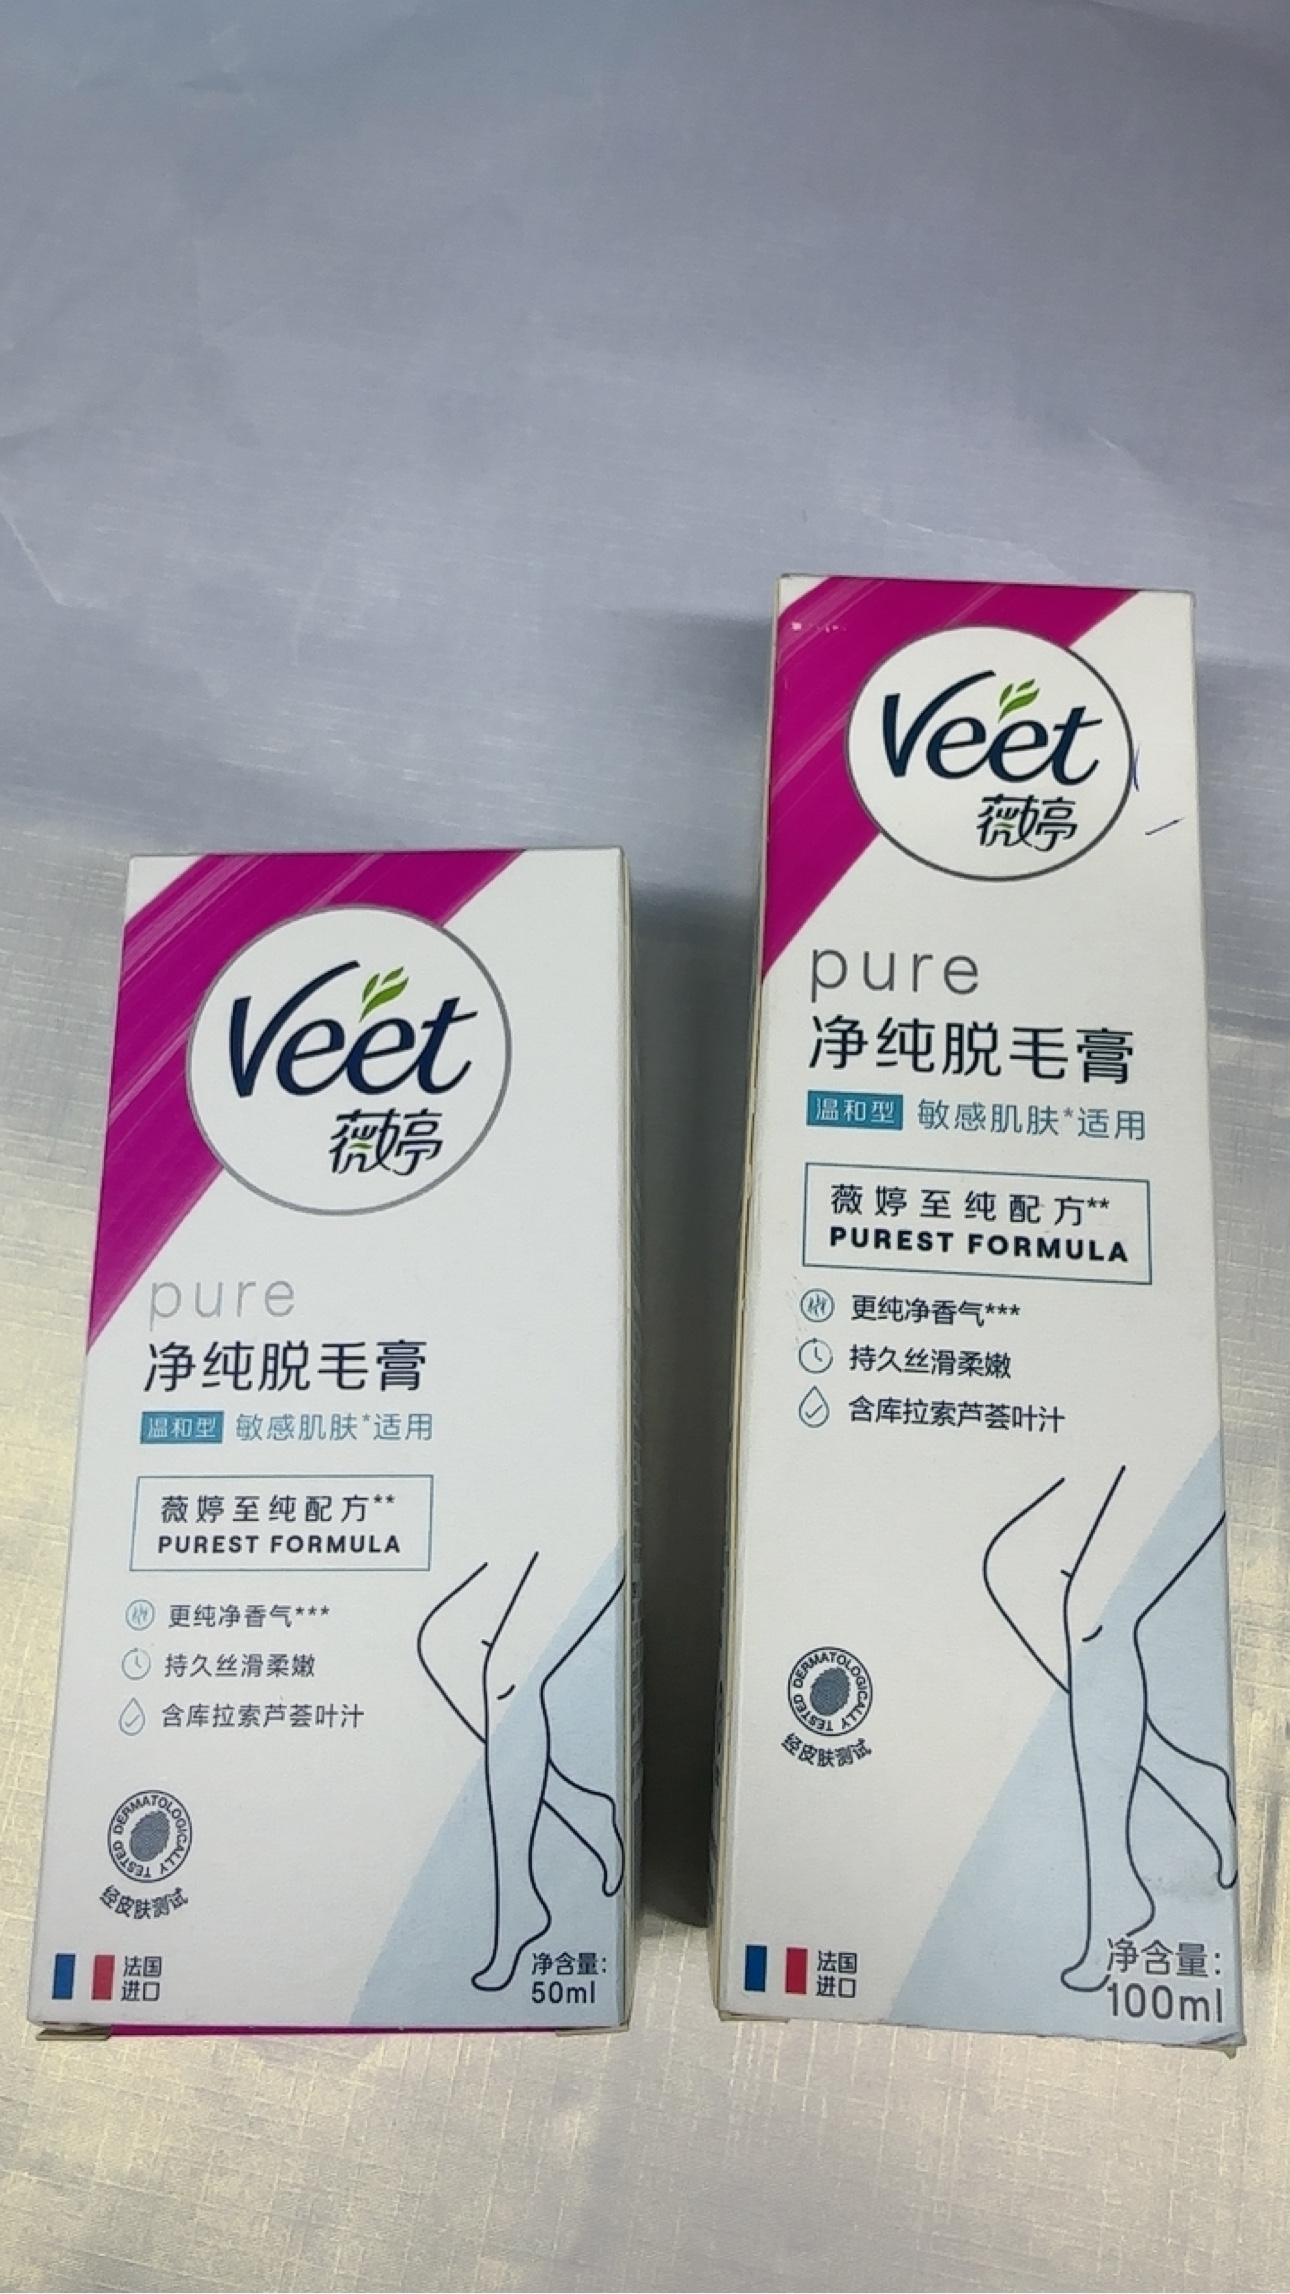 Veet
薇婷
pure
净纯脱毛膏
温和型 敏感肌肤*适用
薇婷至纯配方**
PUREST FORMULA
更纯净香气***
持久丝滑柔嫩
含库拉索芦荟叶汁
DERMATOLOGICALLY TESTED
经皮肤测试
法国
进口
净含量:
50ml
Veet
薇婷
pure
净纯脱毛膏
温和型 敏感肌肤*适用
薇婷至纯配方**
PUREST FORMULA
更纯净香气***
持久丝滑柔嫩
含库拉索芦荟叶汁
DERMATOLOGICALLY TESTED
经皮肤测试
法国
进口
净含量:
100ml